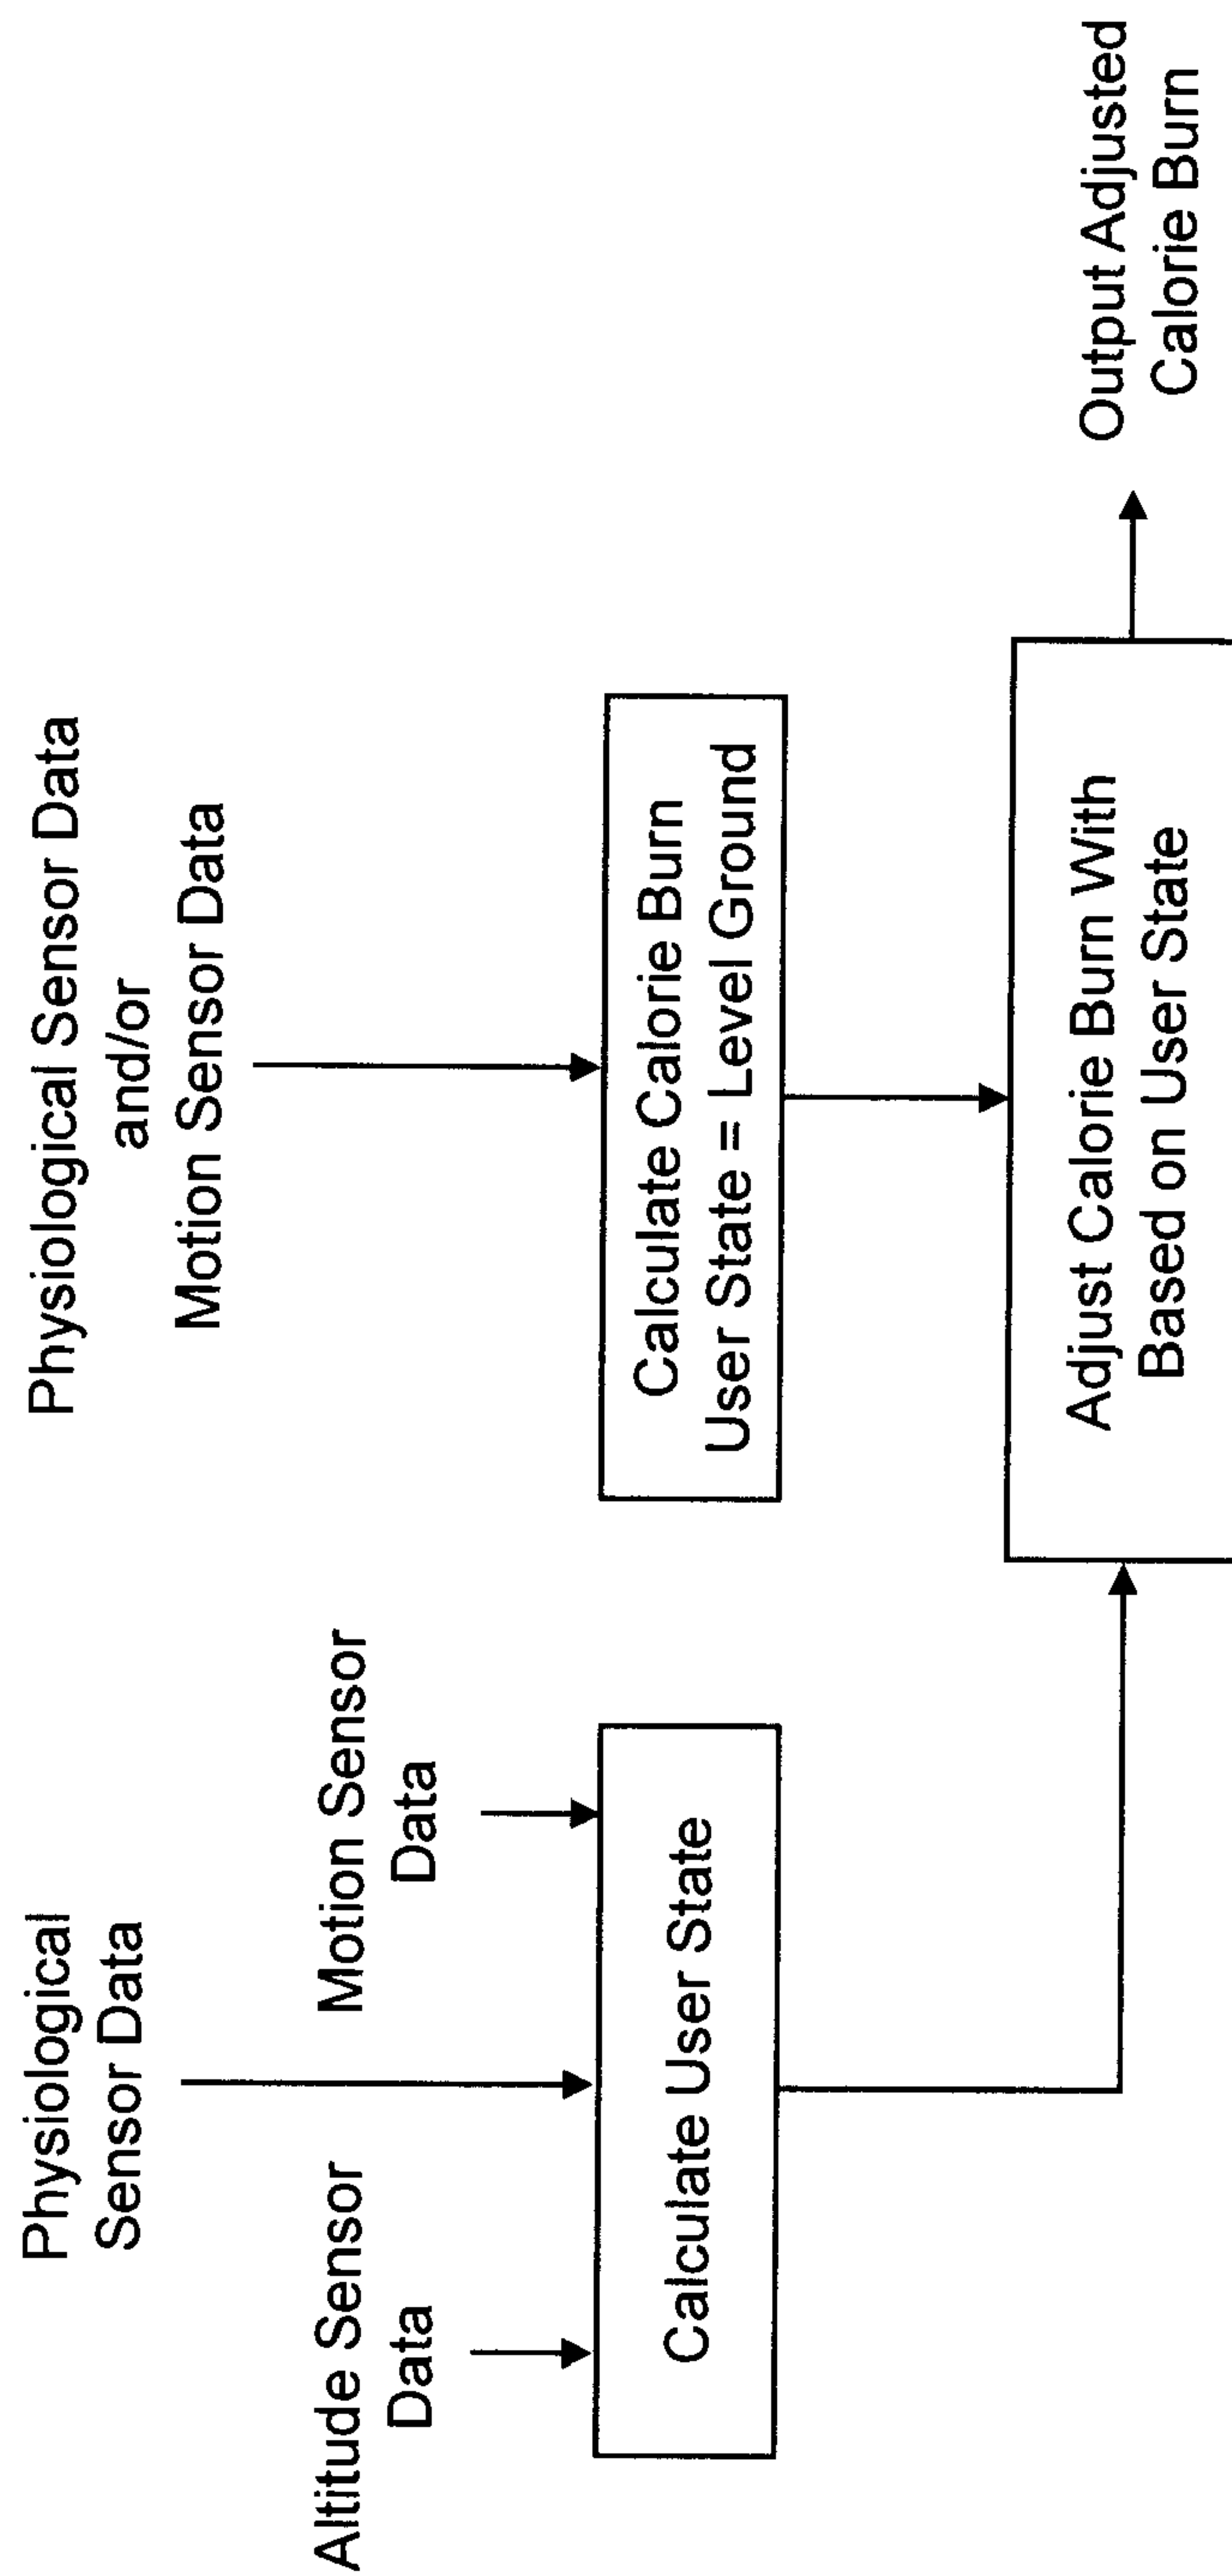 Physiological
Sensor Data
Altitude Sensor
Data
Motion Sensor
Data
Calculate User State
Physiological Sensor Data
and/or
Motion Sensor Data
Calculate Calorie Burn
User State = Level Ground
Adjust Calorie Burn With
Based on User State
Output Adjusted
Calorie Burn